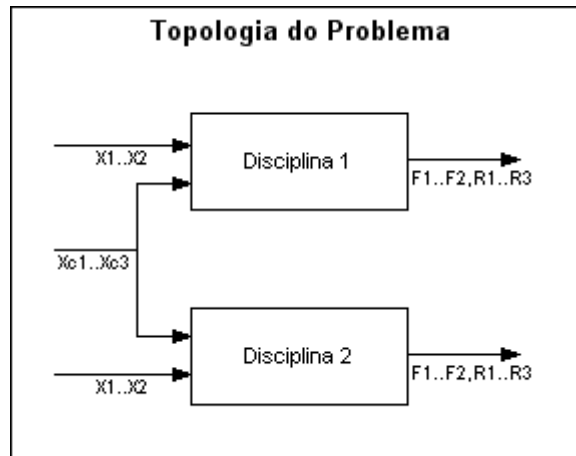 Topologia do Problema
X1..X2
Disciplina 1
F1..F2,R1..R3
Xc1..Xc3
Disciplina 2
X1..X2
F1..F2,R1..R3